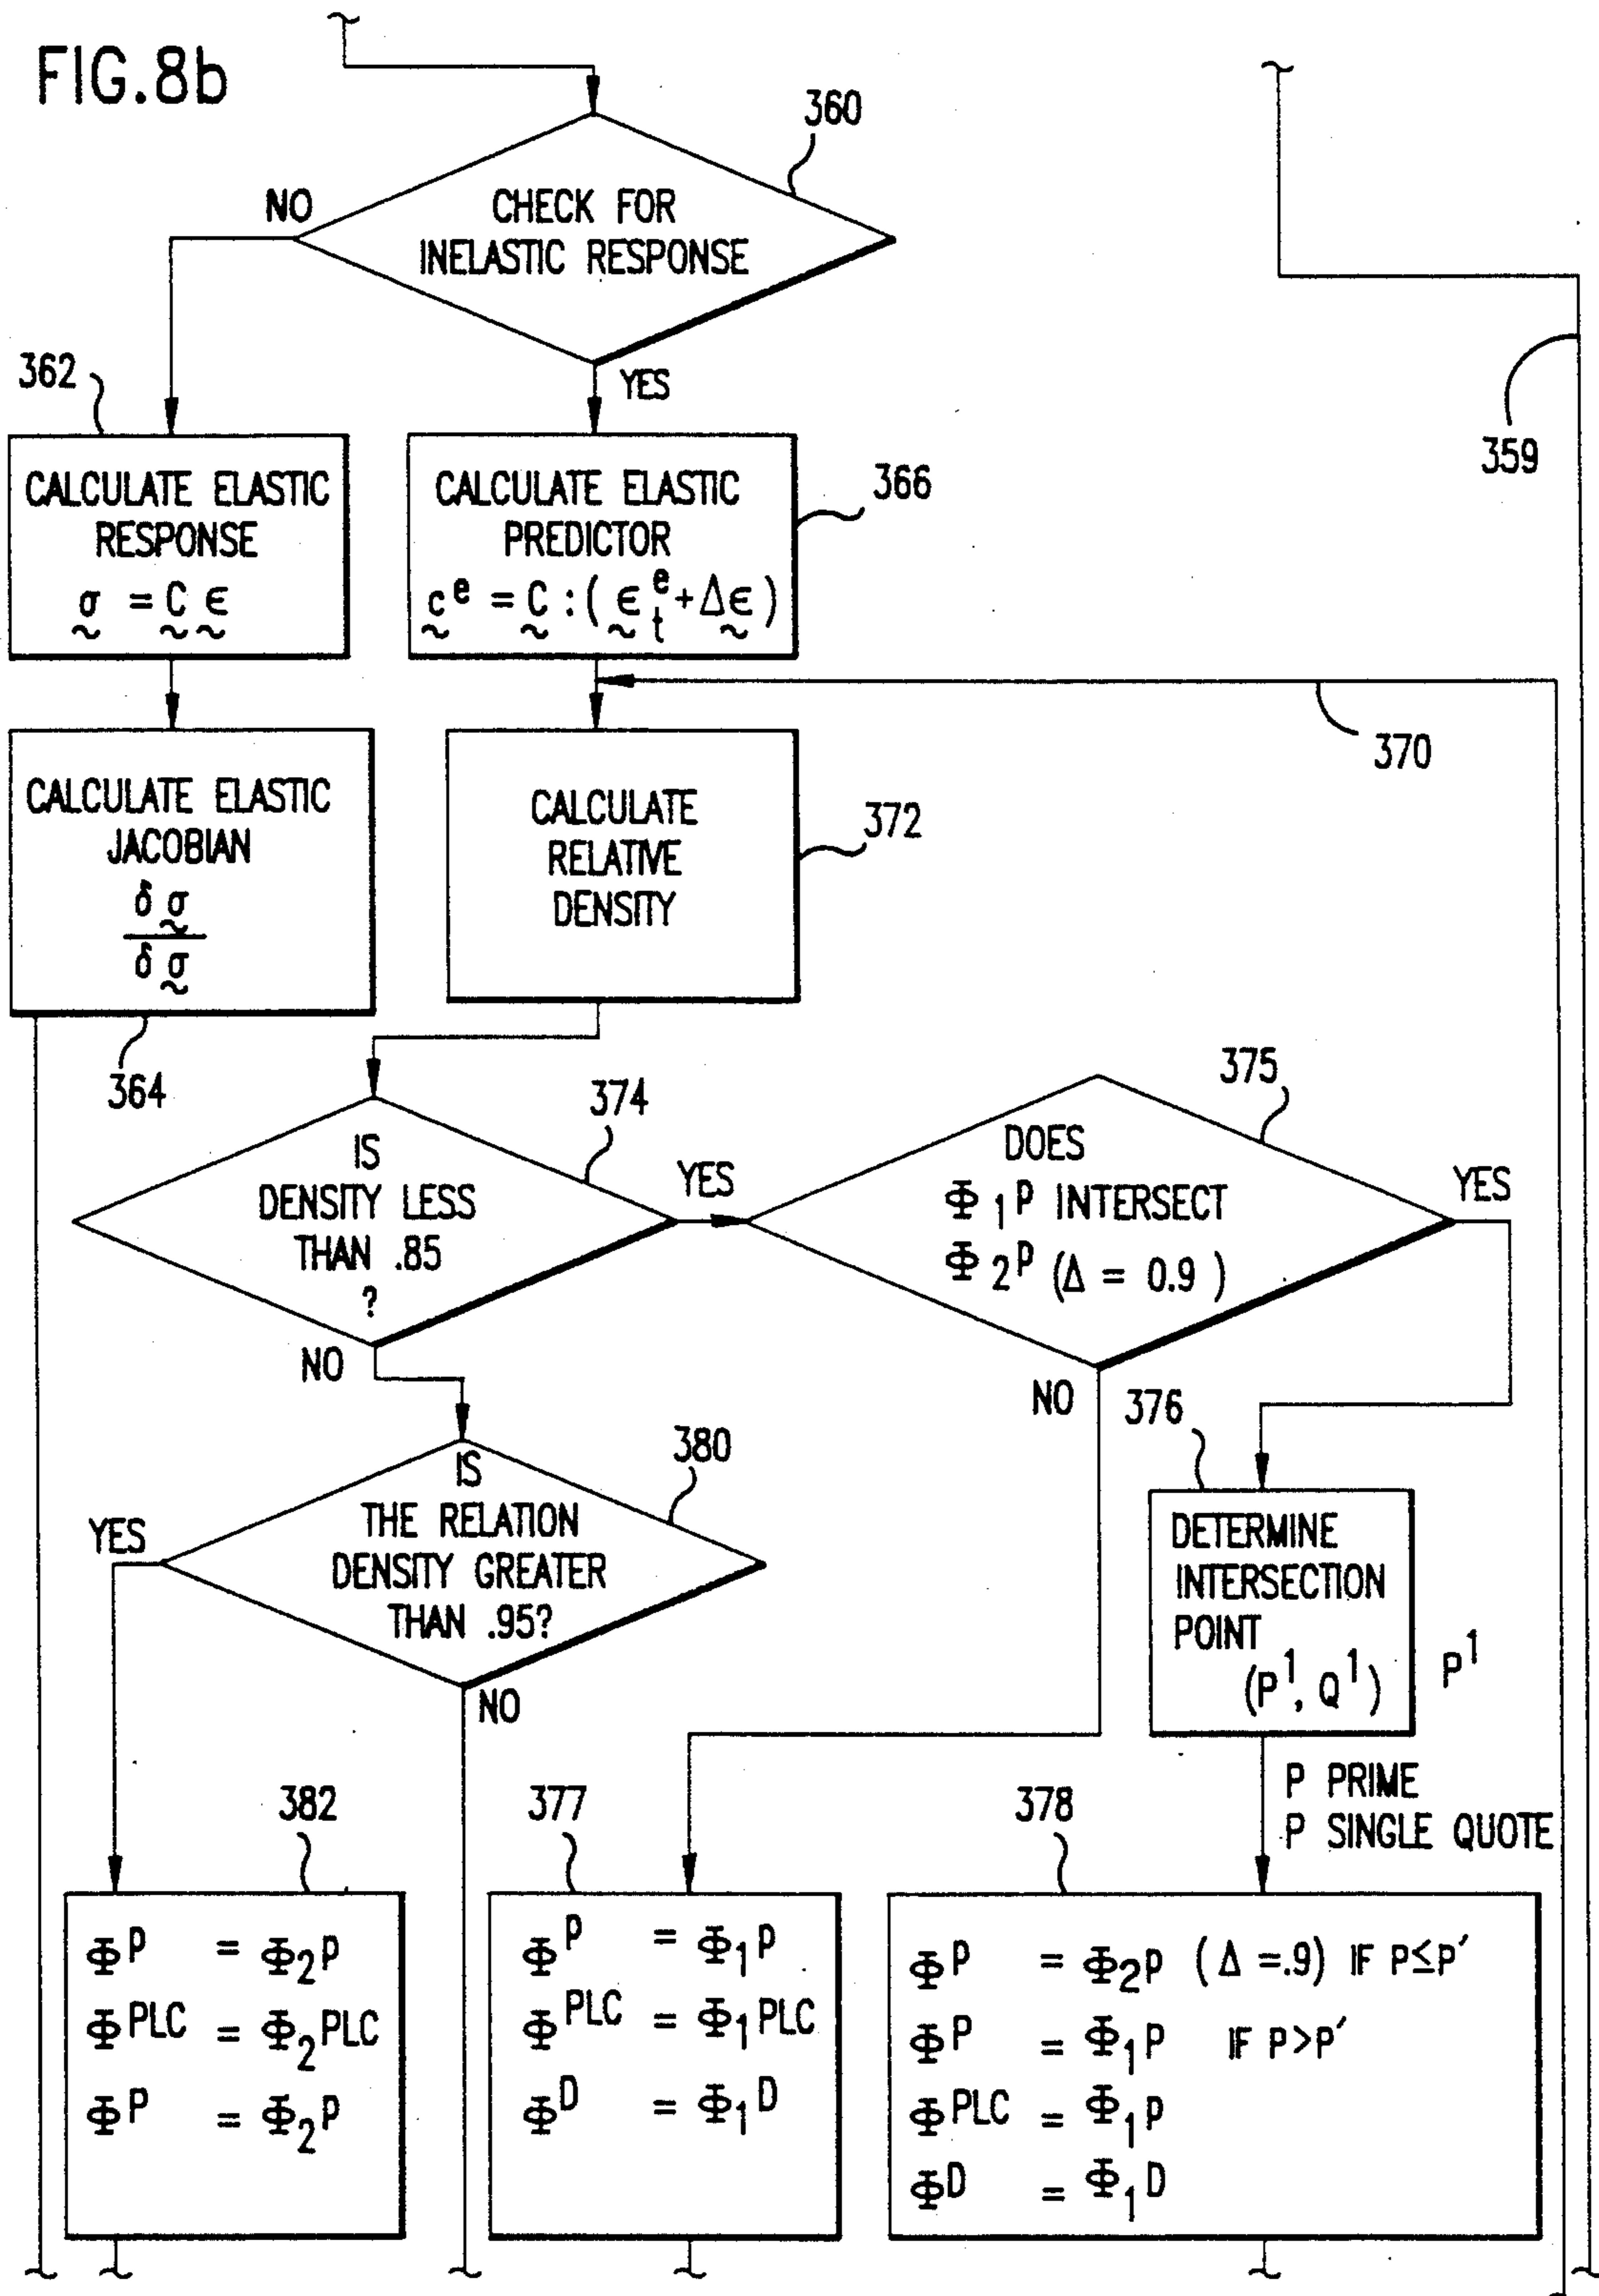 FIG.8b
360
NO
CHECK FOR
INELASTIC RESPONSE
YES
359
362
CALCULATE ELASTIC
RESPONSE
σ = C ϵ
366
CALCULATE ELASTIC
PREDICTOR
c^e = C : ( ϵ_t^e + Δϵ )
370
CALCULATE ELASTIC
JACOBIAN
δ σ
δ σ
364
372
CALCULATE
RELATIVE
DENSITY
374
IS
DENSITY LESS
THAN .85
?
YES
NO
375
DOES
Φ1P INTERSECT
Φ2P (Δ = 0.9 )
YES
NO
380
IS
THE RELATION
DENSITY GREATER
THAN .95?
YES
NO
376
DETERMINE
INTERSECTION
POINT
(P^1, Q^1)
P^1
P PRIME
P SINGLE QUOTE
382
Φ^P = Φ2P
Φ^PLC = Φ2PLC
Φ^P = Φ2P
377
Φ^P = Φ1P
Φ^PLC = Φ1PLC
Φ^D = Φ1D
378
Φ^P = Φ2P (Δ =.9) IF P≤P′
Φ^P = Φ1P IF P>P′
Φ^PLC = Φ1P
Φ^D = Φ1D